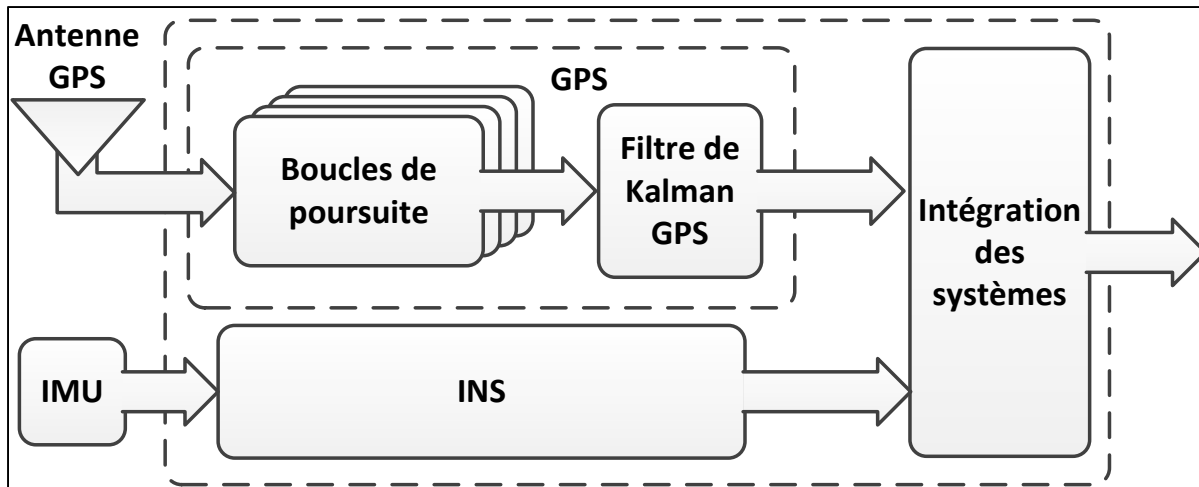 Antenne
GPS
GPS
Boucles de
poursuite
Filtre de
Kalman
GPS
Intégration
des
systèmes
IMU
INS